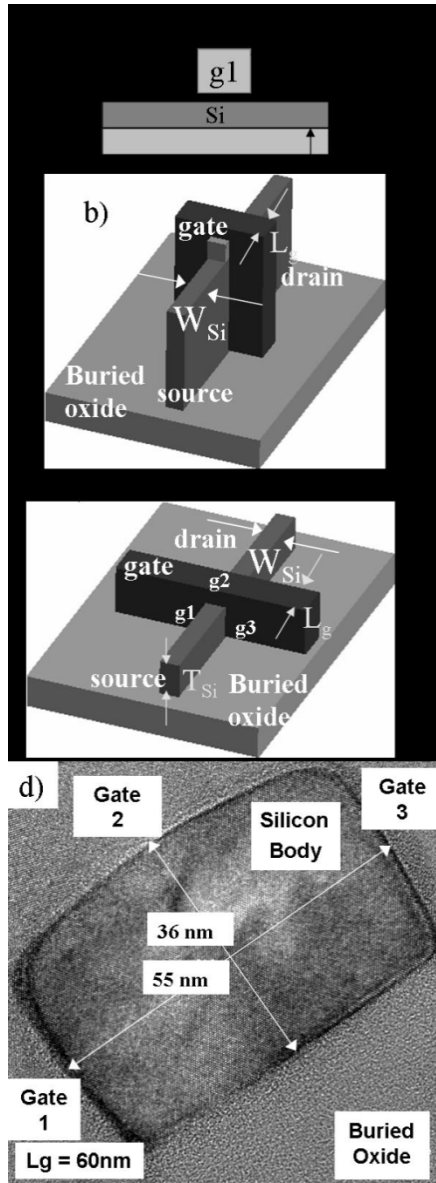 g1
Si
b)
gate
L
g
drain
W
Si
Buried
oxide
source
drain
gate
g2
W
Si
g1
g3
L
g
source
T
Si
Buried
oxide
d)
Gate
2
Gate
3
Silicon
Body
36 nm
55 nm
Gate
1
Lg = 60nm
Buried
Oxide